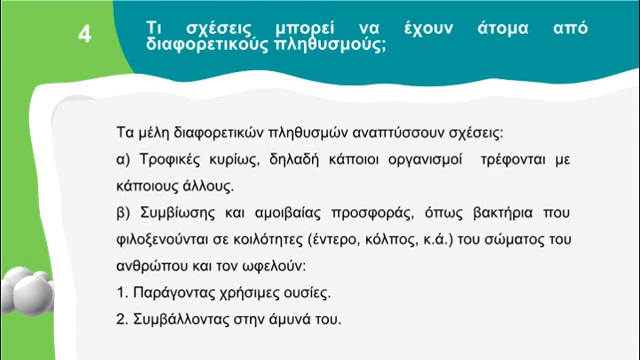 4
Τι σχέσεις μπορεί να έχουν άτομα από
διαφορετικούς πληθυσμούς;
Τα μέλη διαφορετικών πληθυσμών αναπτύσσουν σχέσεις:
α) Τροφικές κυρίως, δηλαδή κάποιοι οργανισμοί τρέφονται με
κάποιους άλλους.
β) Συμβίωσης και αμοιβαίας προσφοράς, όπως βακτήρια που
φιλοξενούνται σε κοιλότητες (έντερο, κόλπος, κ.ά.) του σώματος του
ανθρώπου και τον ωφελούν:
1. Παράγοντας χρήσιμες ουσίες.
2. Συμβάλλοντας στην άμυνά του.